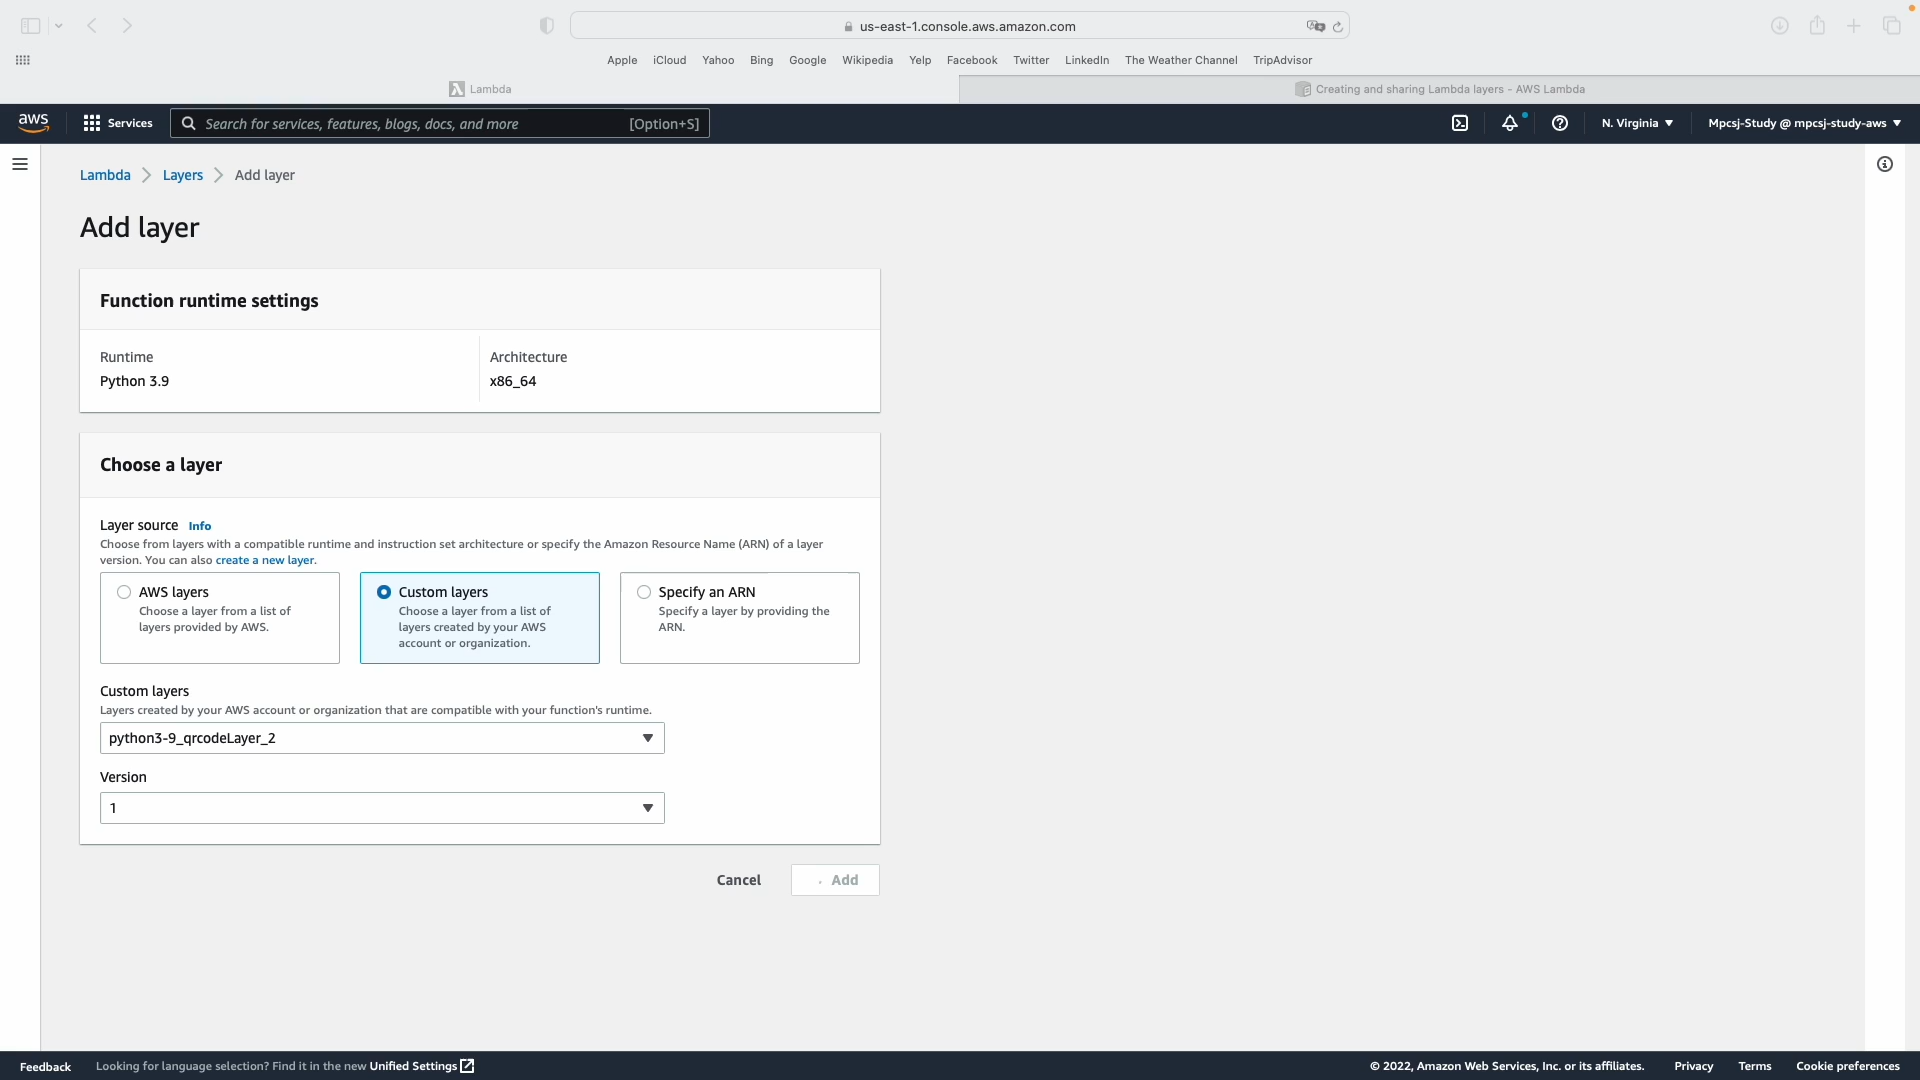 us-east-1.console.aws.amazon.com
Apple iCloud Yahoo Bing Google Wikipedia Yelp Facebook Twitter LinkedIn The Weather Channel TripAdvisor
Lambda
Creating and sharing Lambda layers - AWS Lambda
aws Services Search for services, features, blogs, docs, and more [Option+S] N. Virginia Mpcsj-Study @ mpcsj-study-aws
Lambda Layers Add layer
Add layer
Function runtime settings
Runtime
Python 3.9
Architecture
x86_64
Choose a layer
Layer source Info
Choose from layers with a compatible runtime and instruction set architecture or specify the Amazon Resource Name (ARN) of a layer
version. You can also create a new layer.
AWS layers
Choose a layer from a list of
layers provided by AWS.
Custom layers
Choose a layer from a list of
layers created by your AWS
account or organization.
Specify an ARN
Specify a layer by providing the
ARN.
Custom layers
Layers created by your AWS account or organization that are compatible with your function's runtime.
python3-9_qrcodeLayer_2
Version
1
Cancel Add
Feedback Looking for language selection? Find it in the new Unified Settings © 2022, Amazon Web Services, Inc. or its affiliates. Privacy Terms Cookie preferences